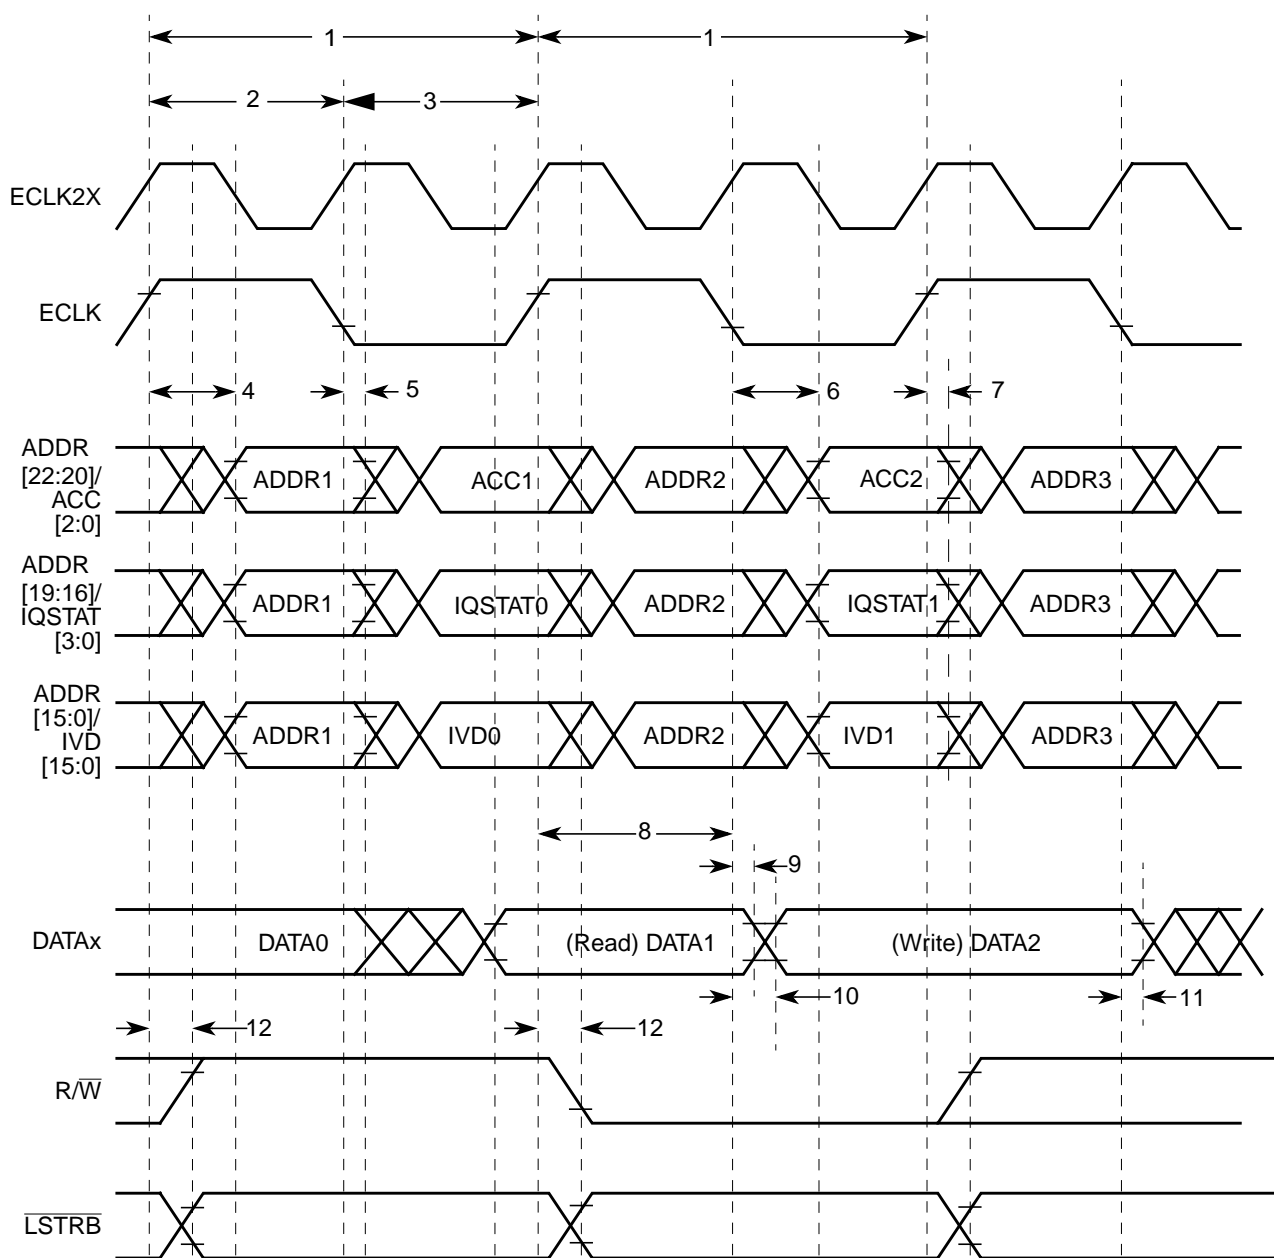 1 1
2 3
ECLK2X
ECLK
4 5 6 7
ADDR
[22:20]/
ACC
[2:0]
ADDR1 ACC1 ADDR2 ACC2 ADDR3
ADDR
[19:16]/
IQSTAT
[3:0]
ADDR1 IQSTAT0 ADDR2 IQSTAT1 ADDR3
ADDR
[15:0]/
IVD
[15:0]
ADDR1 IVD0 ADDR2 IVD1 ADDR3
8
9
DATAx DATA0 (Read) DATA1 (Write) DATA2
10 11
12 12
R/W
LSTRB